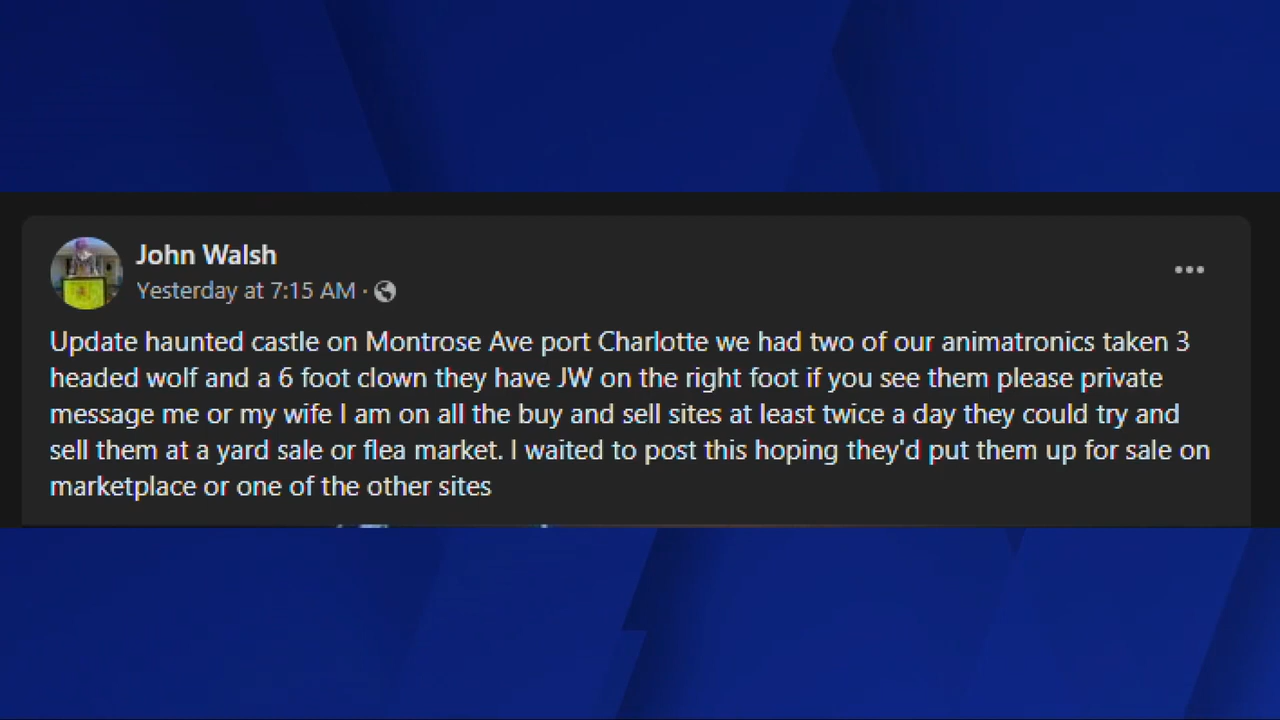 John Walsh
Yesterday at 7:15 AM ·
Update haunted castle on Montrose Ave port Charlotte we had two of our animatronics taken 3
headed wolf and a 6 foot clown they have JW on the right foot if you see them please private
message me or my wife I am on all the buy and sell sites at least twice a day they could try and
sell them at a yard sale or flea market. I waited to post this hoping they'd put them up for sale on
marketplace or one of the other sites